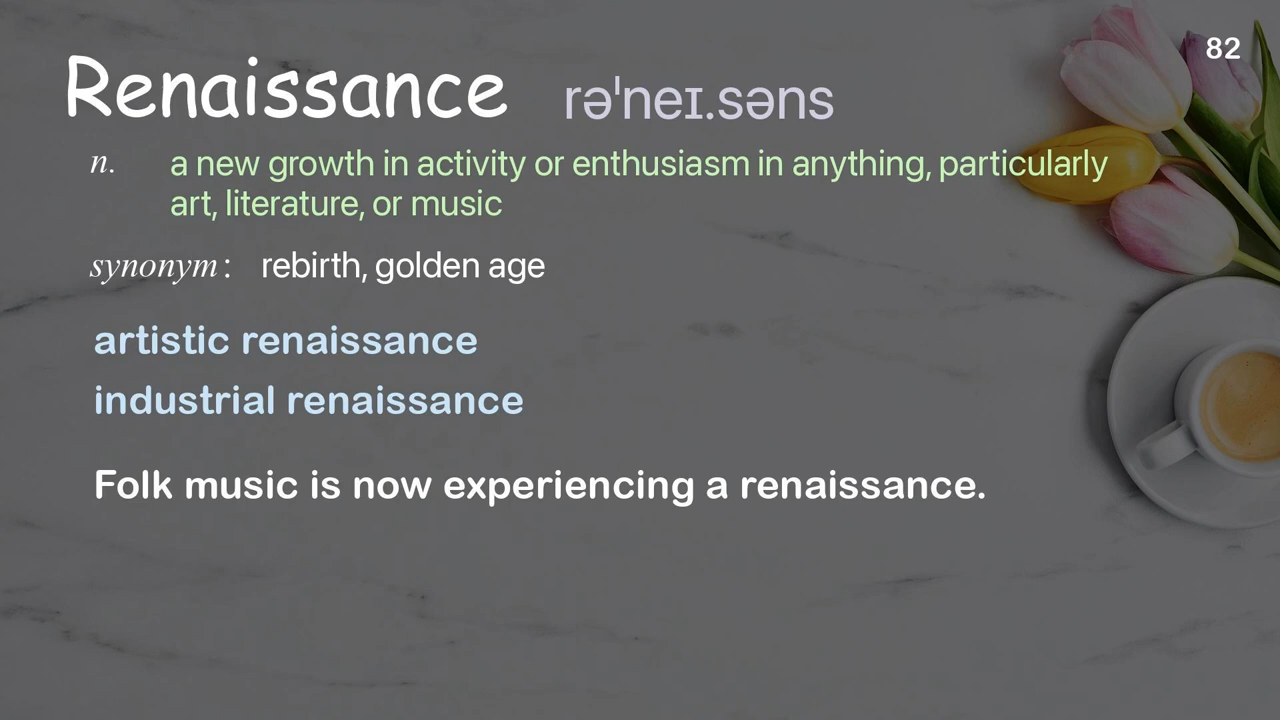 82
Renaissance rəˈneɪ.səns
n. a new growth in activity or enthusiasm in anything, particularly
art, literature, or music
synonym : rebirth, golden age
artistic renaissance
industrial renaissance
Folk music is now experiencing a renaissance.